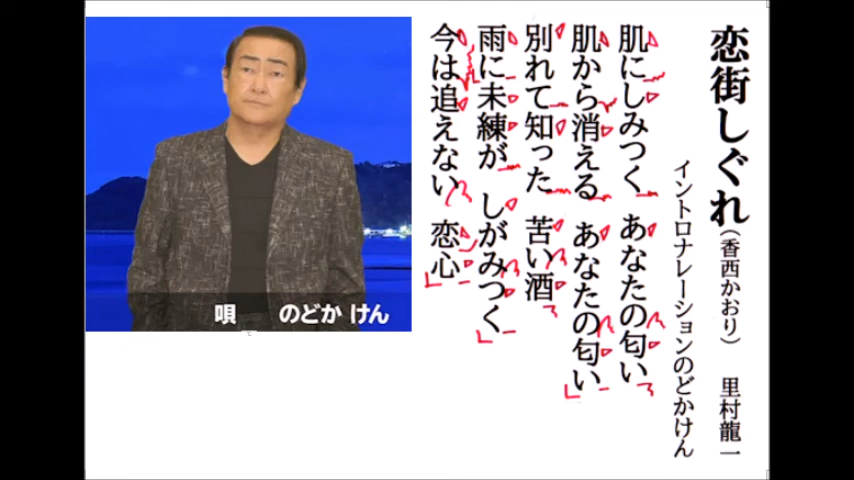 恋街しぐれ(香西かおり) 里村龍一
イントロナレーションのどかけん
肌にしみつく あなたの匂い
肌から消える あなたの匂い
別れて知った 苦い酒
雨に未練が しがみつく
今は追えない 恋心
唄 のどか けん